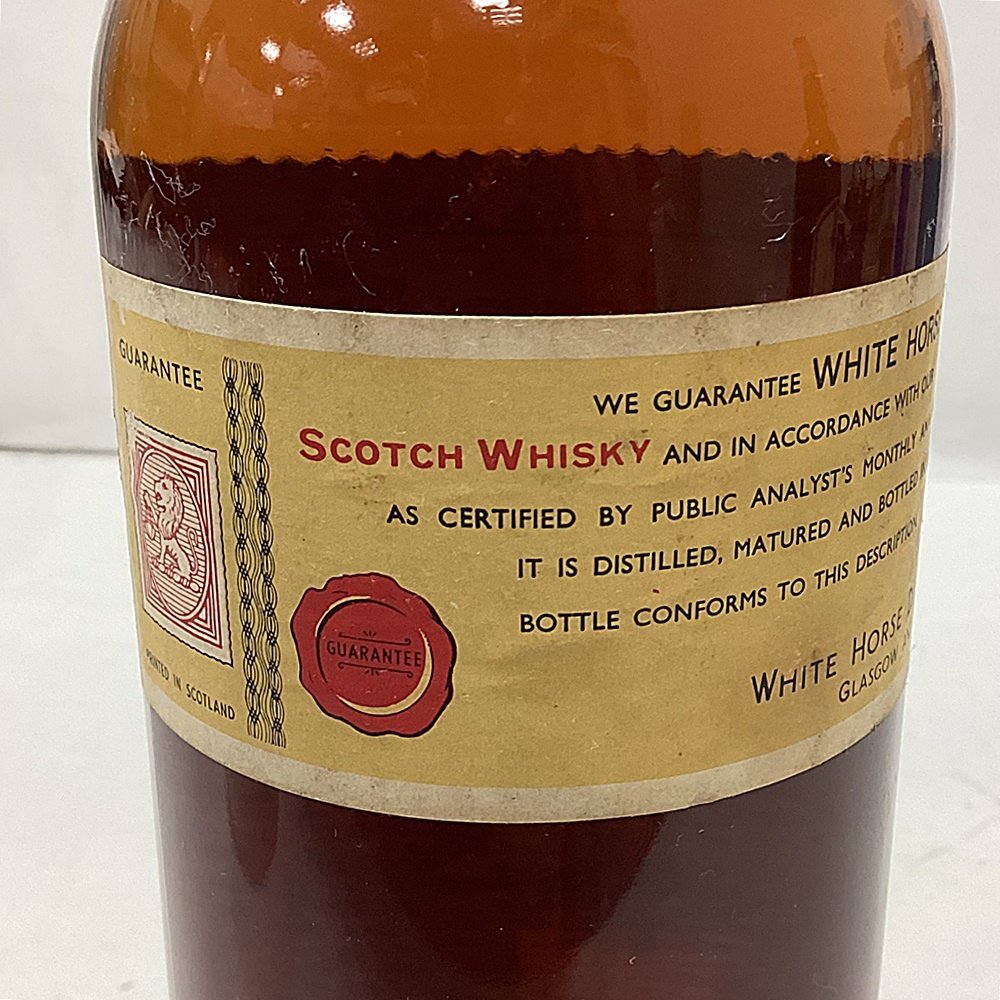 GUARANTEE
PRINTED IN SCOTLAND
WE GUARANTEE WHITE HORSE
SCOTCH WHISKY AND IN ACCORDANCE WITH OUR
AS CERTIFIED BY PUBLIC ANALYST'S MONTHLY
IT IS DISTILLED, MATURED AND BOTTLED
BOTTLE CONFORMS TO THIS DESCRIPTION
GUARANTEE
WHITE HORSE
GLASGOW